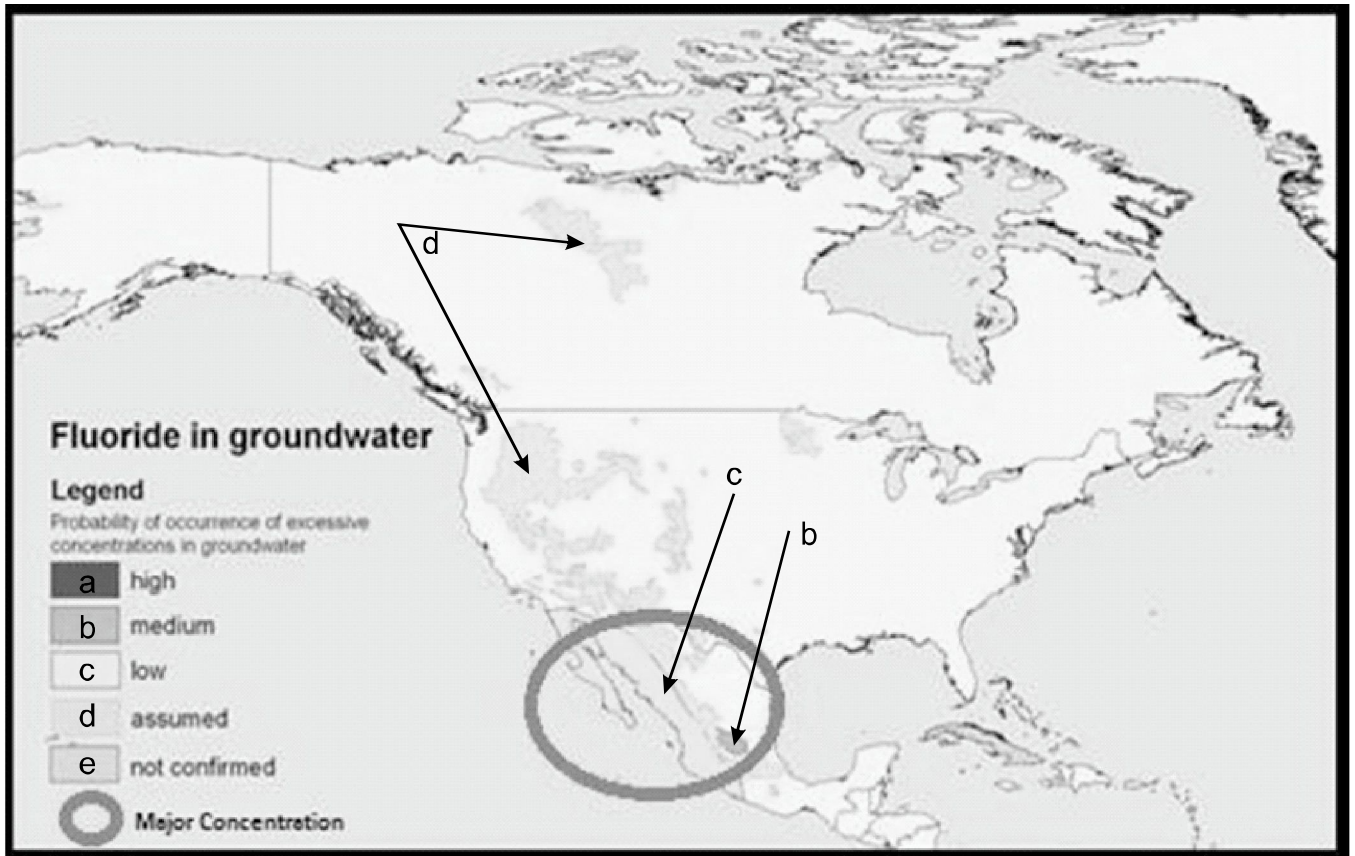 d
Fluoride in groundwater
c
Legend
Probability of occurrence of excessive
concentrations in groundwater
b
a high
b medium
c low
d assumed
e not confirmed
Major Concentration